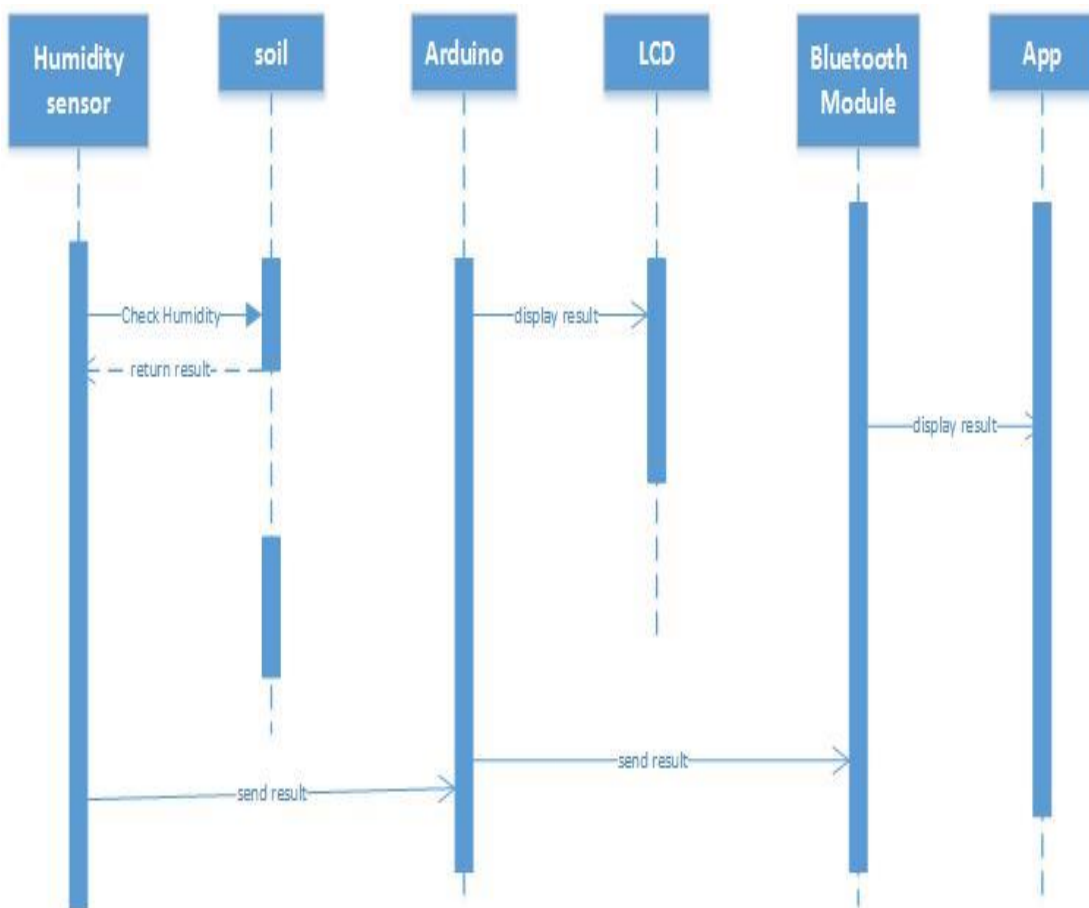 Humidity
sensor
soil
Arduino
LCD
Bluetooth
Module
App
Check Humidity
display result
return result
display result
send result
send result